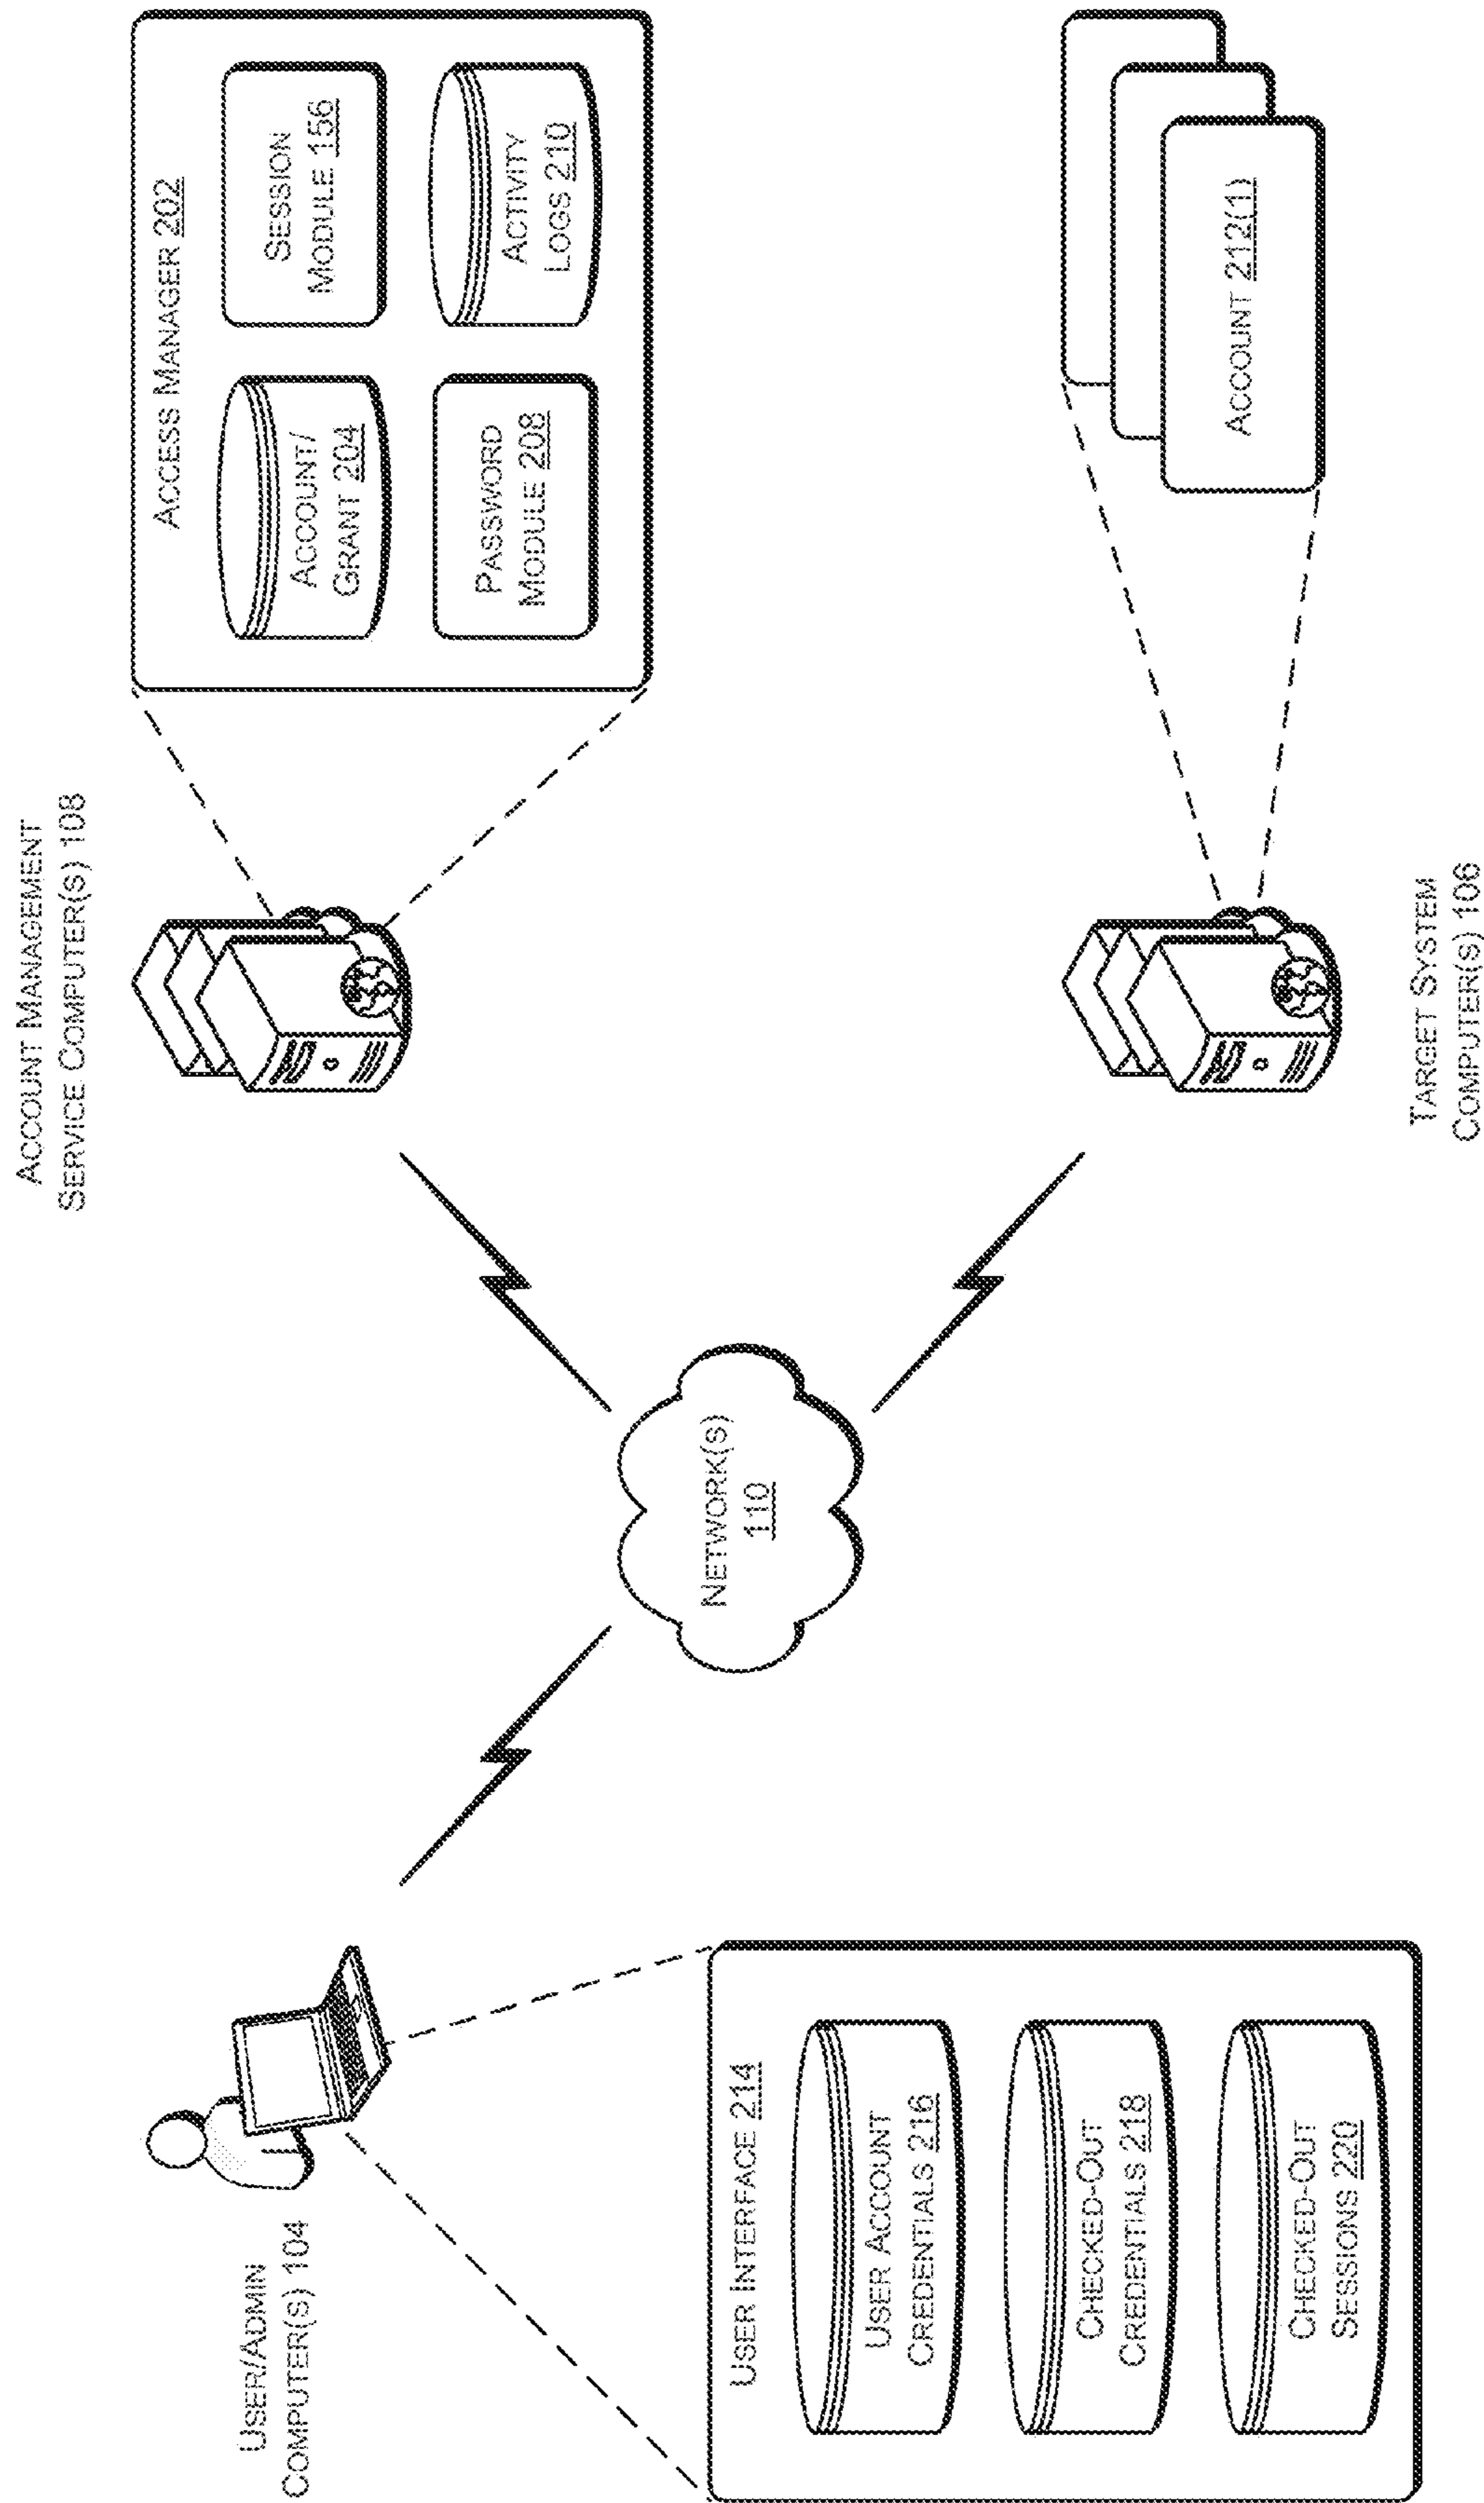 ACCOUNT MANAGEMENT
SERVICE COMPUTER(S) 108
ACCESS MANAGER 202
ACCOUNT/
GRANT 204
SESSION
MODULE 156
PASSWORD
MODULE 208
ACTIVITY
LOGS 210
USER/ADMIN
COMPUTER(S) 104
NETWORK(S)
110
USER INTERFACE 214
USER ACCOUNT
CREDENTIALS 216
CHECKED-OUT
CREDENTIALS 218
CHECKED-OUT
SESSIONS 220
ACCOUNT 212(1)
TARGET SYSTEM
COMPUTER(S) 106